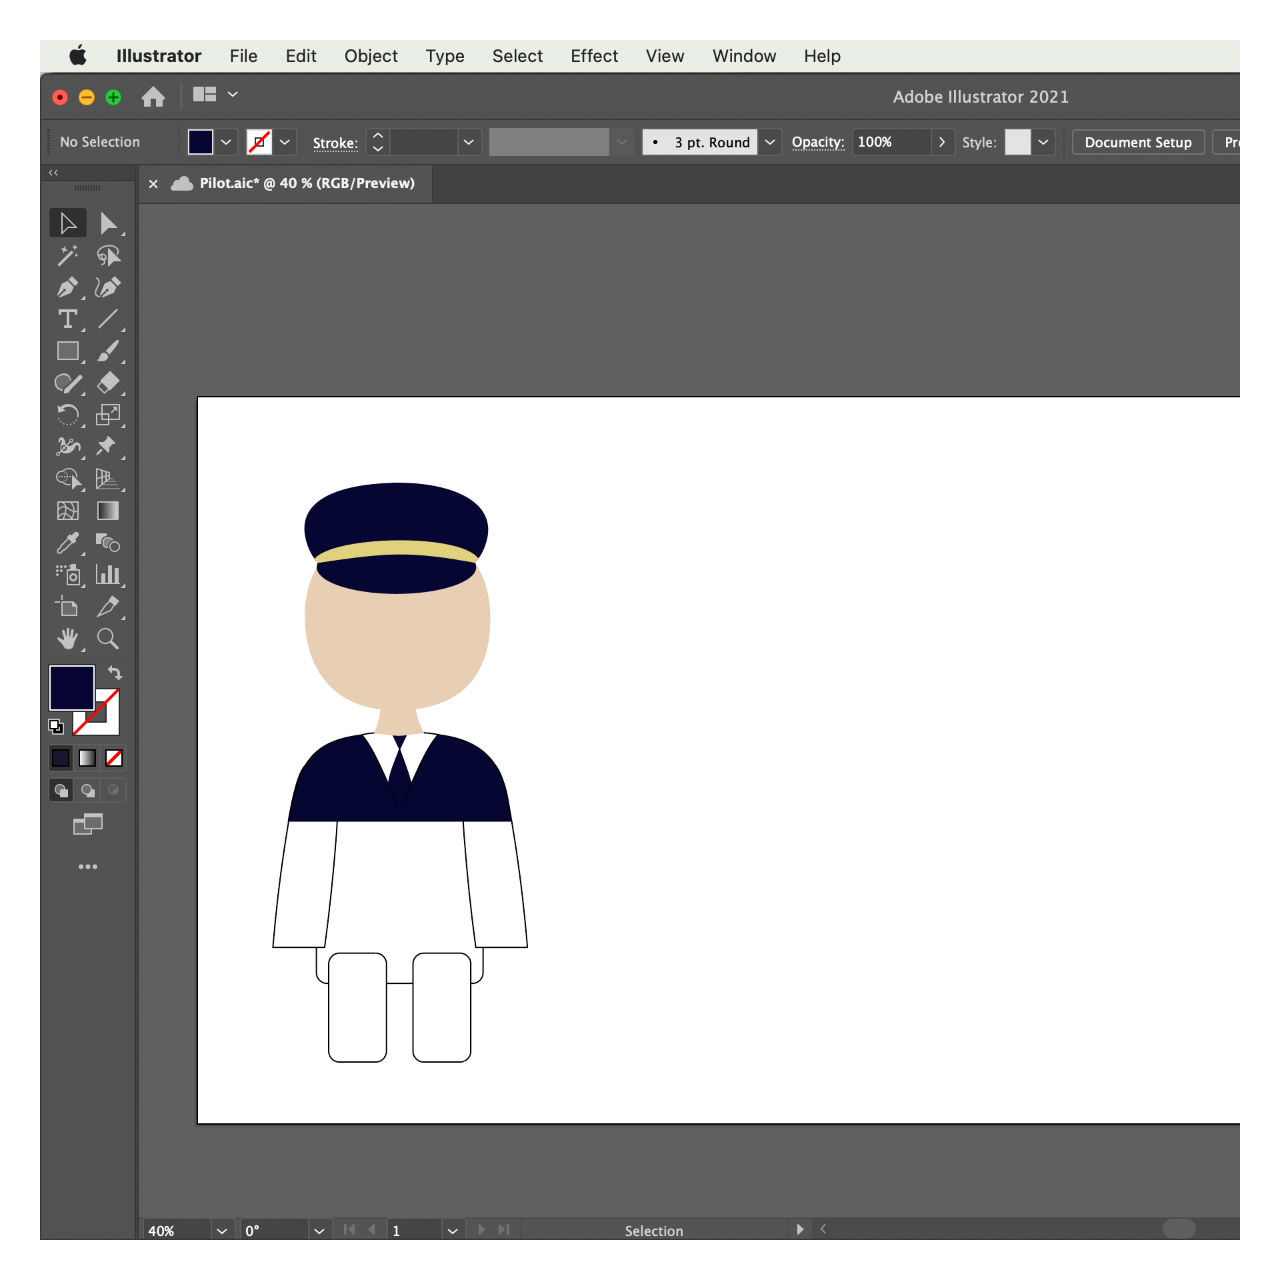 Illustrator File Edit Object Type Select Effect View Window Help
Adobe Illustrator 2021
No Selection Stroke: 3 pt. Round Opacity: 100% Style: Document Setup
Pilot.aic* @ 40 % (RGB/Preview)
40% 0° 1 Selection